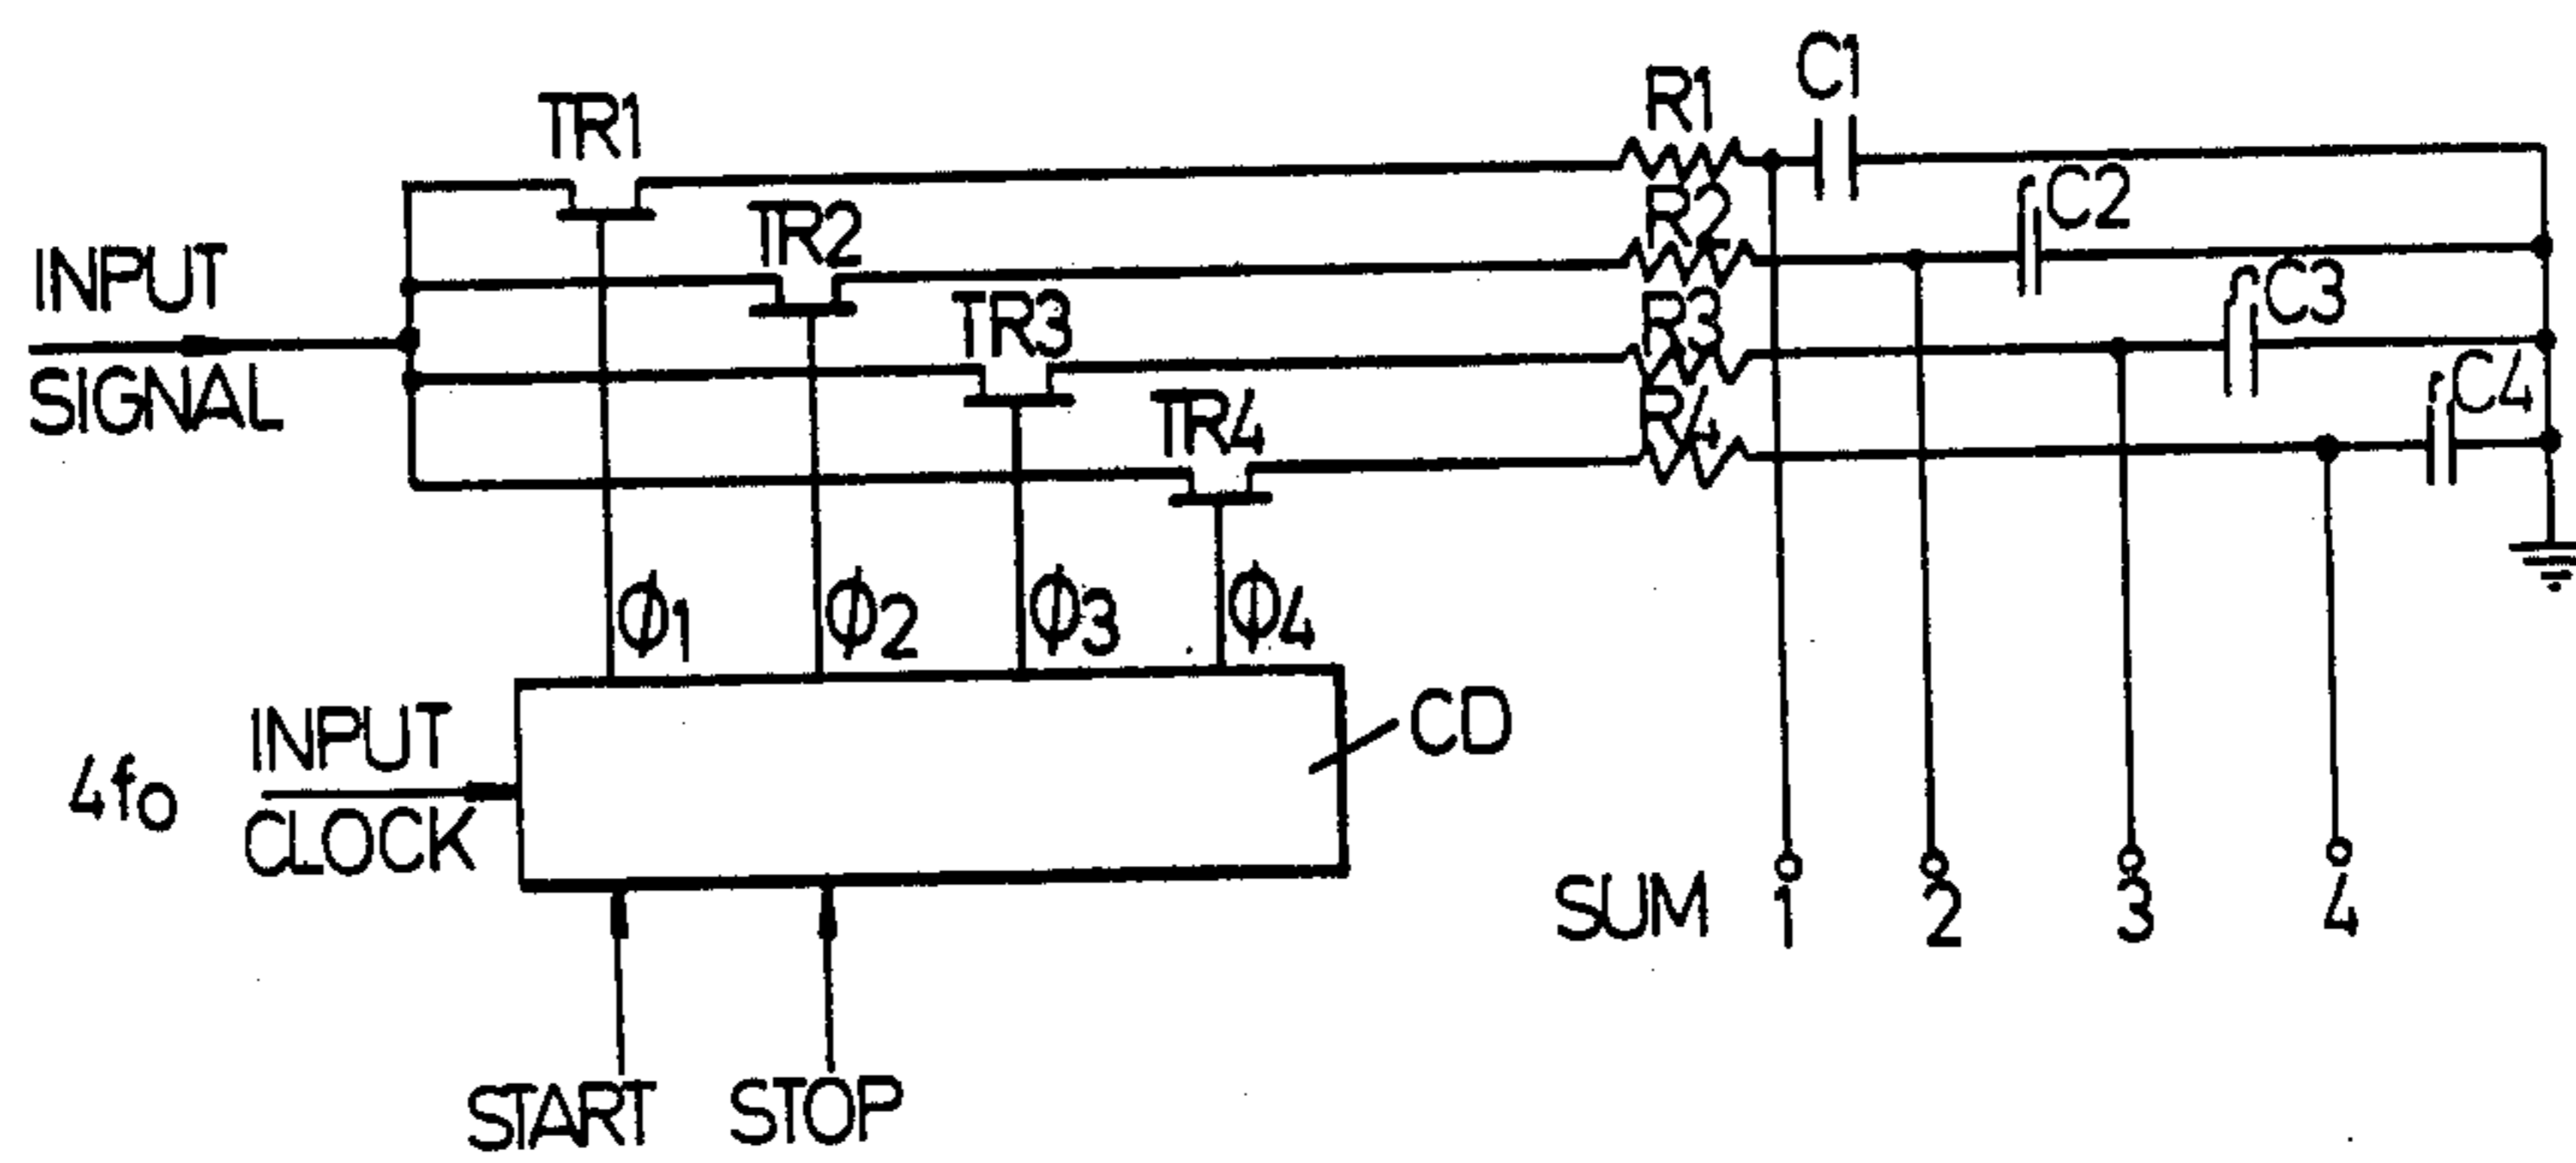 C1
R1
TR1
C2
R2
TR2
INPUT
SIGNAL
C3
R3
TR3
C4
R4
TR4
ϕ1 ϕ2 ϕ3 ϕ4
CD
4fo
INPUT
CLOCK
SUM 1 2 3 4
START STOP